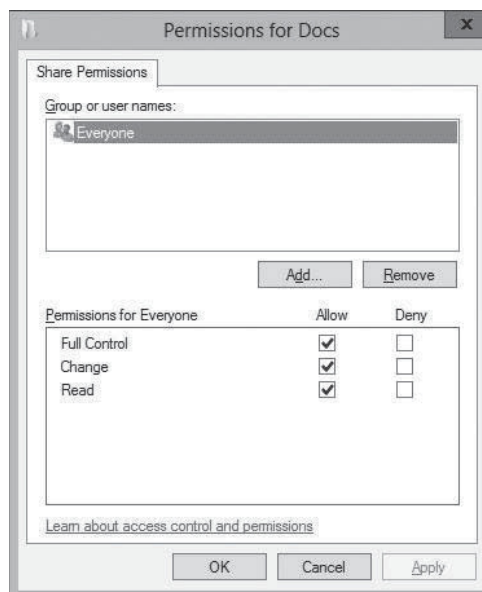 Permissions for Docs
x
Share Permissions
Group or user names:
Everyone
Add...
Remove
Permissions for Everyone Allow Deny
Full Control
Change
Read
Learn about access control and permissions
OK
Cancel
Apply